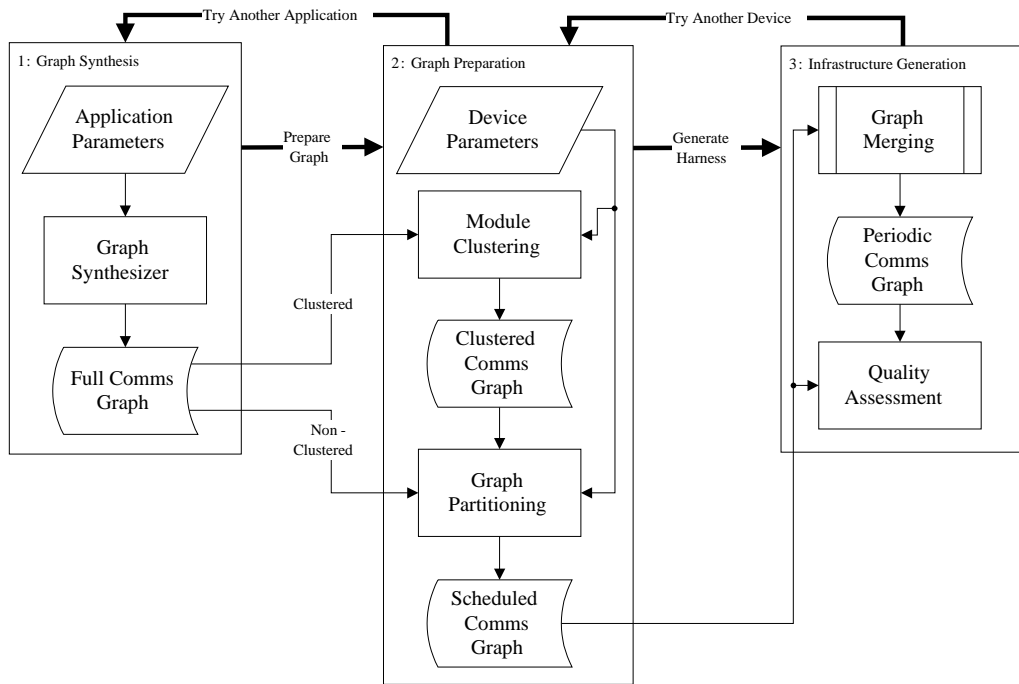 Try Another Application
Try Another Device
1: Graph Synthesis
Application
Parameters
Graph
Synthesizer
Full Comms
Graph
Prepare
Graph
Clustered
Non -
Clustered
2: Graph Preparation
Device
Parameters
Module
Clustering
Clustered
Comms
Graph
Graph
Partitioning
Scheduled
Comms
Graph
Generate
Harness
3: Infrastructure Generation
Graph
Merging
Periodic
Comms
Graph
Quality
Assessment